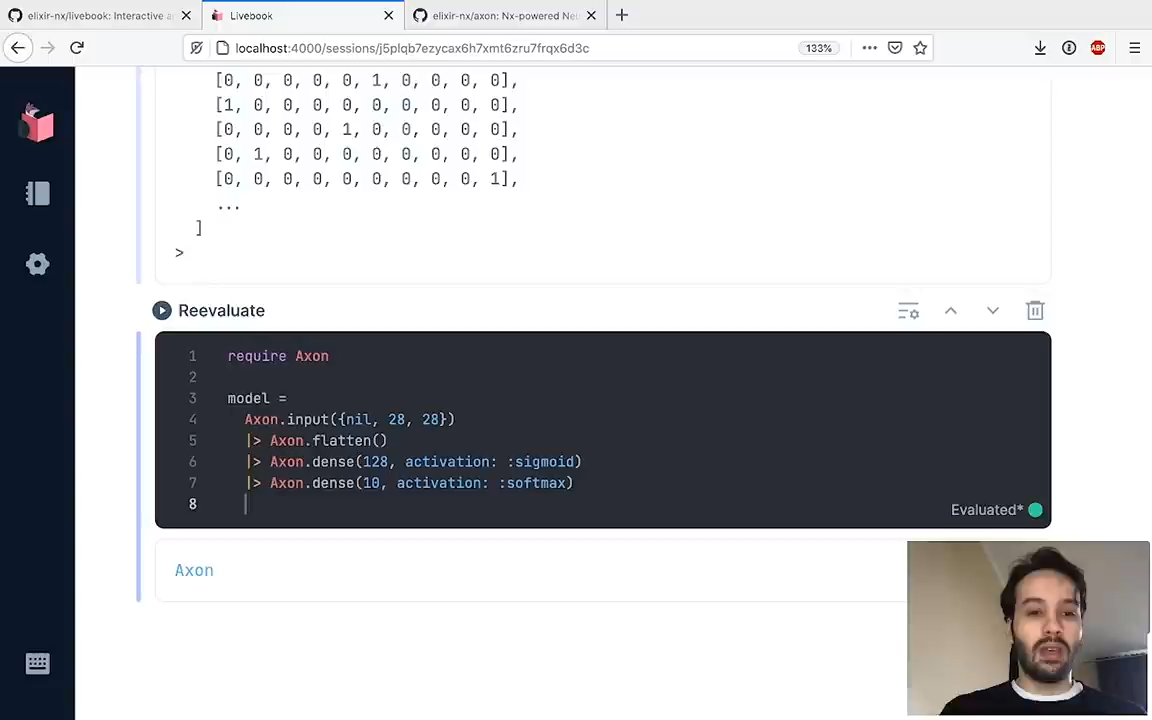 elixir-nx/livebook: Interactive a
Livebook
elixir-nx/axon: Nx-powered Ne
localhost:4000/sessions/j5plqb7ezycax6h7xmt6zru7frqx6d3c
133%
ABP
[0, 0, 0, 0, 0, 1, 0, 0, 0, 0],
[1, 0, 0, 0, 0, 0, 0, 0, 0, 0],
[0, 0, 0, 0, 1, 0, 0, 0, 0, 0],
[0, 1, 0, 0, 0, 0, 0, 0, 0, 0],
[0, 0, 0, 0, 0, 0, 0, 0, 0, 1],
...
]
>
Reevaluate
1 require Axon
2
3 model =
4 Axon.input({nil, 28, 28})
5 |> Axon.flatten()
6 |> Axon.dense(128, activation: :sigmoid)
7 |> Axon.dense(10, activation: :softmax)
8
Evaluated*
Axon